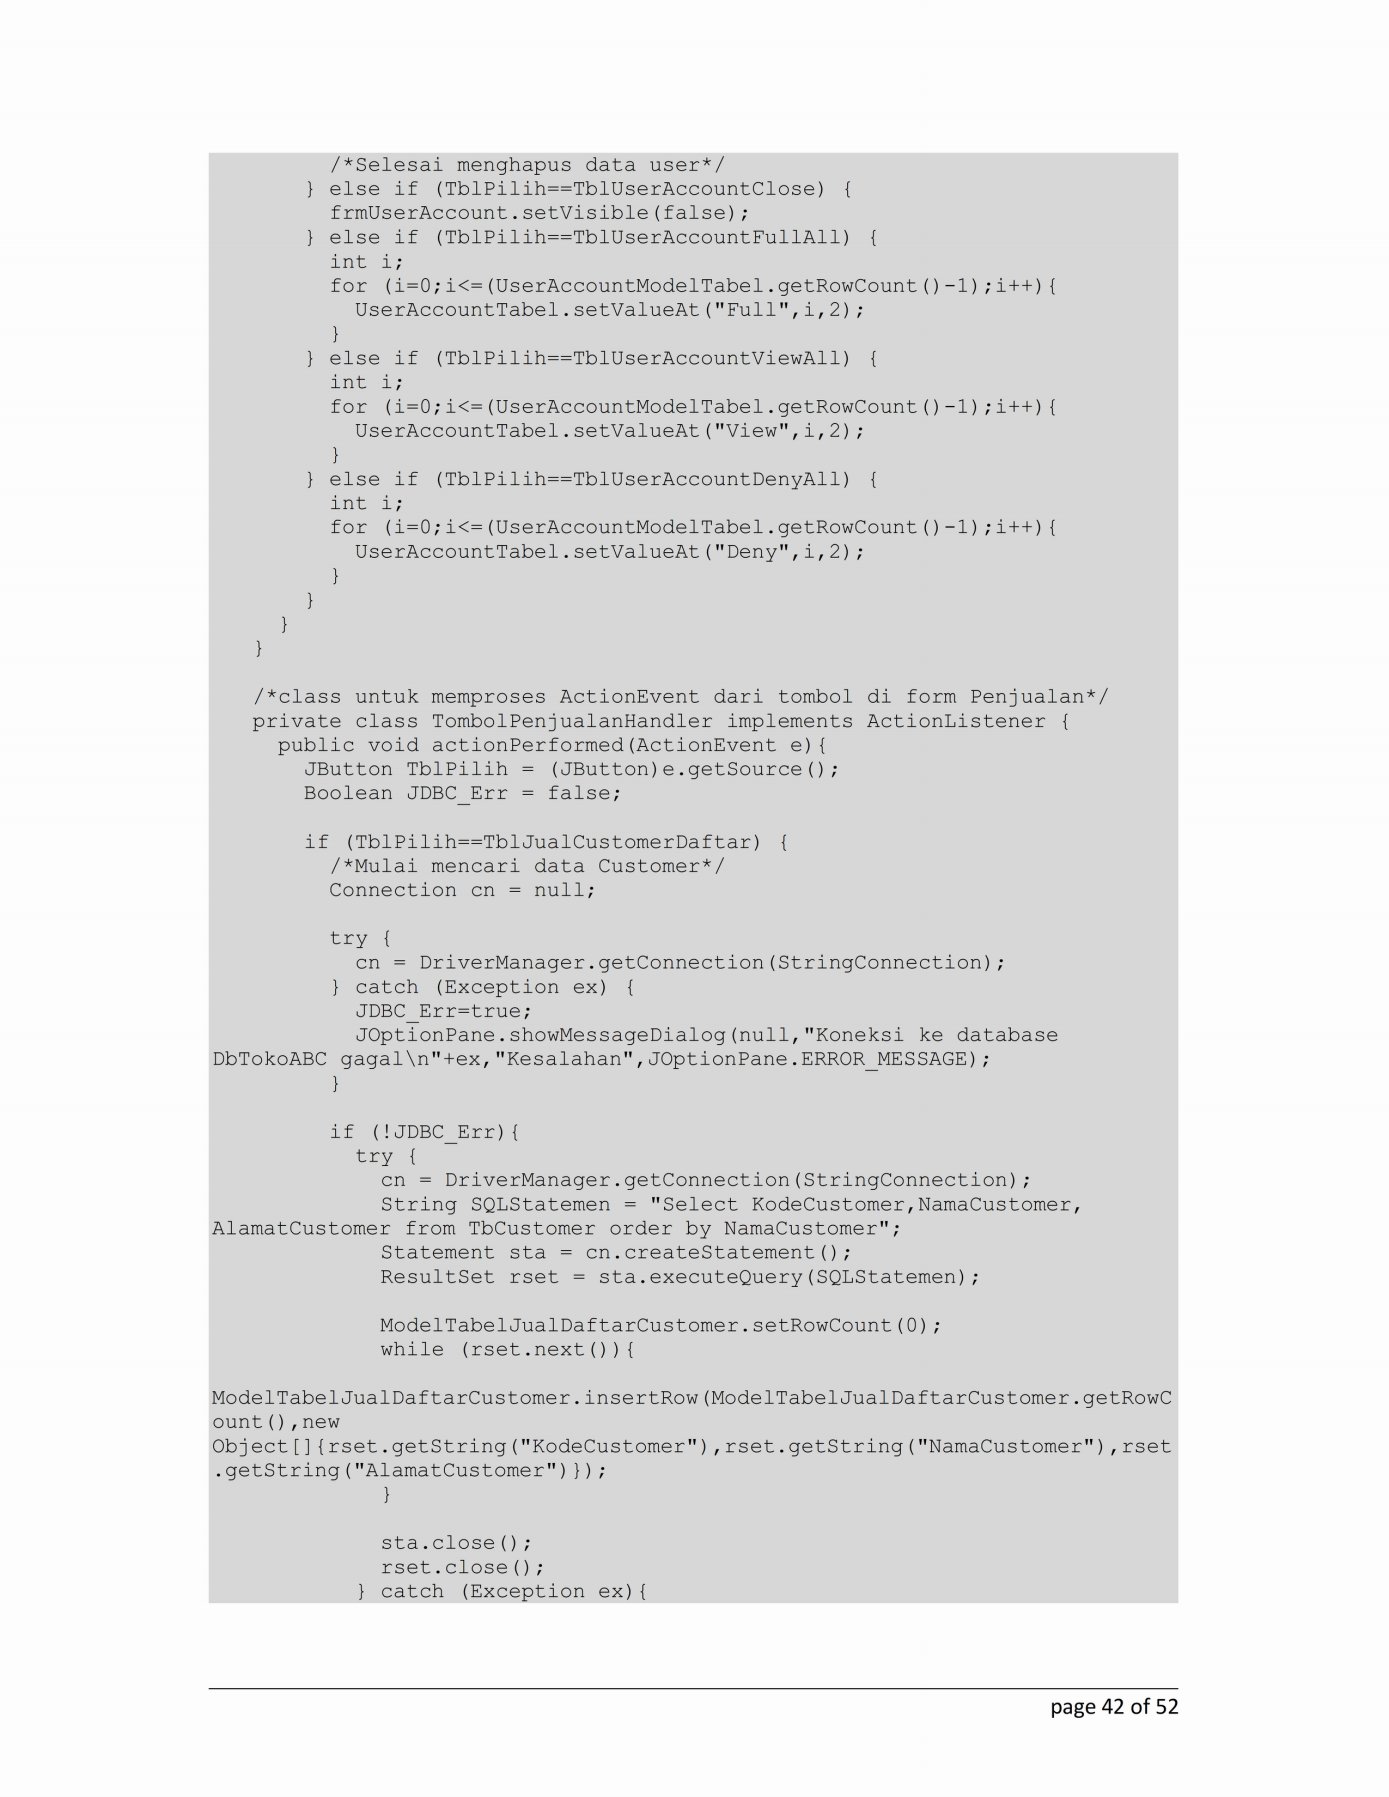 /*Selesai menghapus data user*/
} else if (TblPilih==TblUserAccountClose) {
frmUserAccount.setVisible(false);
} else if (TblPilih==TblUserAccountFullAll) {
int i;
for (i=0;i<=(UserAccountModelTabel.getRowCount()-1);i++){
UserAccountTabel.setValueAt("Full",i,2);
}
} else if (TblPilih==TblUserAccountViewAll) {
int i;
for (i=0;i<=(UserAccountModelTabel.getRowCount()-1);i++){
UserAccountTabel.setValueAt("View",i,2);
}
} else if (TblPilih==TblUserAccountDenyAll) {
int i;
for (i=0;i<=(UserAccountModelTabel.getRowCount()-1);i++){
UserAccountTabel.setValueAt("Deny",i,2);
}
}
}
}
/*class untuk memproses ActionEvent dari tombol di form Penjualan*/
private class TombolPenjualanHandler implements ActionListener {
public void actionPerformed(ActionEvent e){
JButton TblPilih = (JButton)e.getSource();
Boolean JDBC_Err = false;
if (TblPilih==TblJualCustomerDaftar) {
/*Mulai mencari data Customer*/
Connection cn = null;
try {
cn = DriverManager.getConnection(StringConnection);
} catch (Exception ex) {
JDBC_Err=true;
JOptionPane.showMessageDialog(null,"Koneksi ke database
DbTokoABC gagal\n"+ex,"Kesalahan",JOptionPane.ERROR_MESSAGE);
}
if (!JDBC_Err){
try {
cn = DriverManager.getConnection(StringConnection);
String SQLStatemen = "Select KodeCustomer,NamaCustomer,
AlamatCustomer from TbCustomer order by NamaCustomer";
Statement sta = cn.createStatement();
ResultSet rset = sta.executeQuery(SQLStatemen);
ModelTabelJualDaftarCustomer.setRowCount(0);
while (rset.next()){
ModelTabelJualDaftarCustomer.insertRow(ModelTabelJualDaftarCustomer.getRowC
ount(),new
Object[]{rset.getString("KodeCustomer"),rset.getString("NamaCustomer"),rset
.getString("AlamatCustomer")});
}
sta.close();
rset.close();
} catch (Exception ex){
page 42 of 52